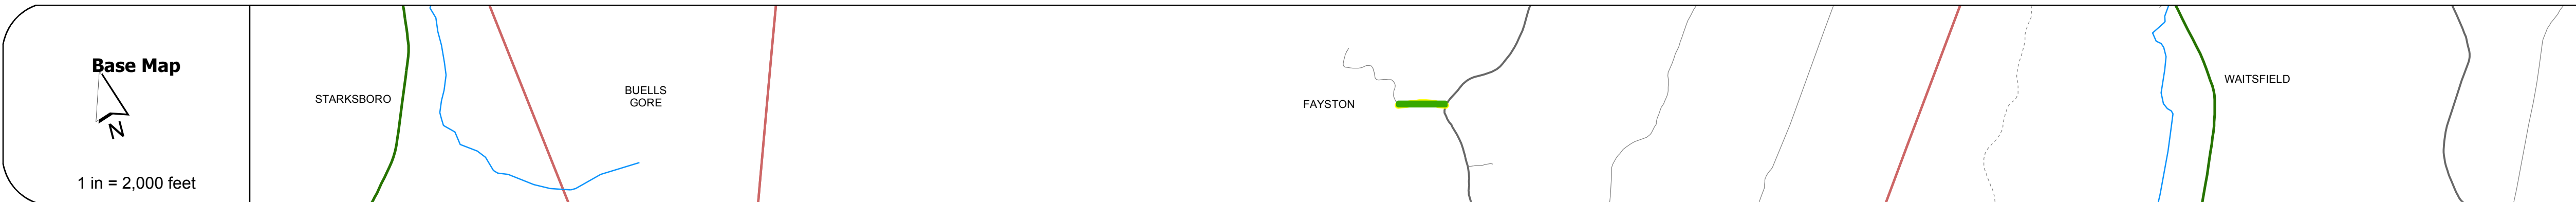 Base Map
N
1 in = 2,000 feet
STARKSBORO
BUELLS
GORE
FAYSTON
WAITSFIELD